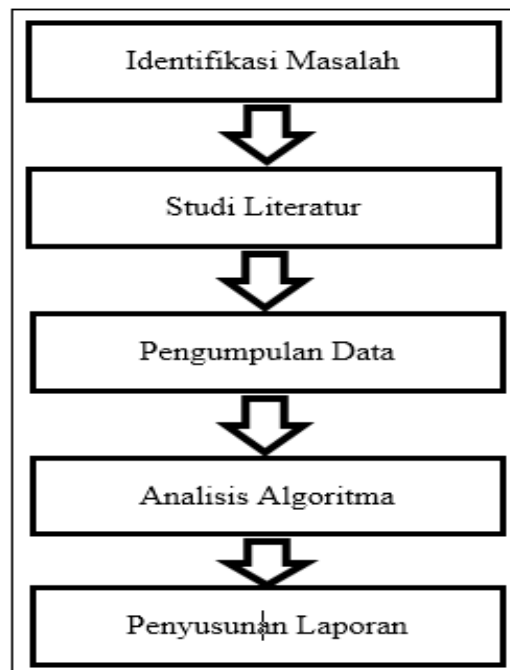 Identifikasi Masalah
Studi Literatur
Pengumpulan Data
Analisis Algoritma
Penyusunan Laporan